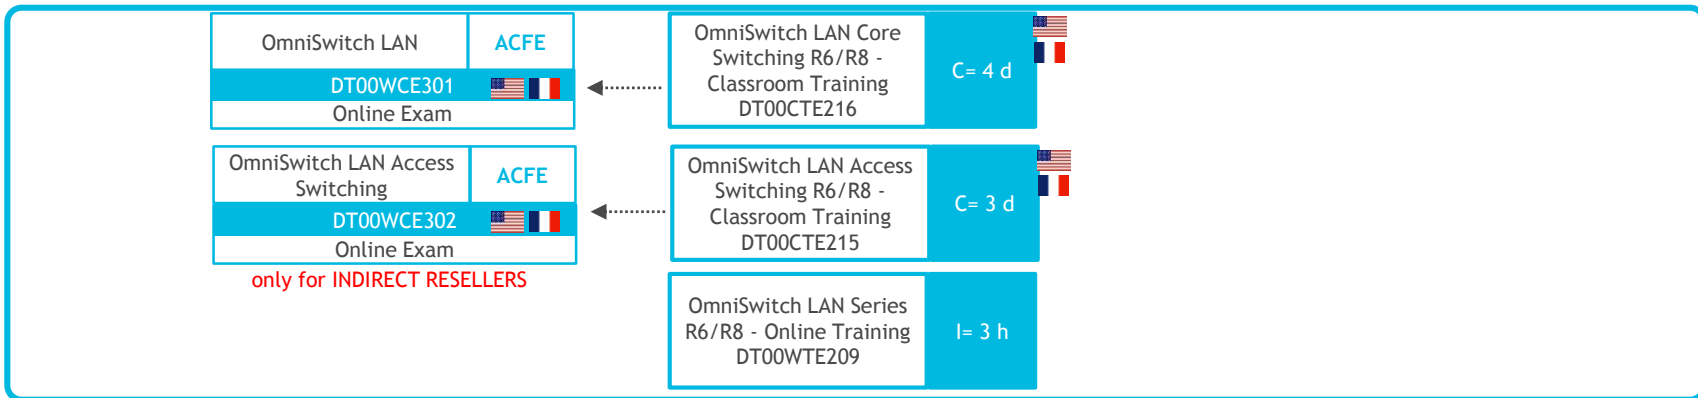 OmniSwitch LAN
ACFE
DT00WCE301
Online Exam
OmniSwitch LAN Core
Switching R6/R8 -
Classroom Training
DT00CTE216
C= 4 d
OmniSwitch LAN Access
Switching
ACFE
DT00WCE302
Online Exam
only for INDIRECT RESELLERS
OmniSwitch LAN Access
Switching R6/R8 -
Classroom Training
DT00CTE215
C= 3 d
OmniSwitch LAN Series
R6/R8 - Online Training
DT00WTE209
I= 3 h